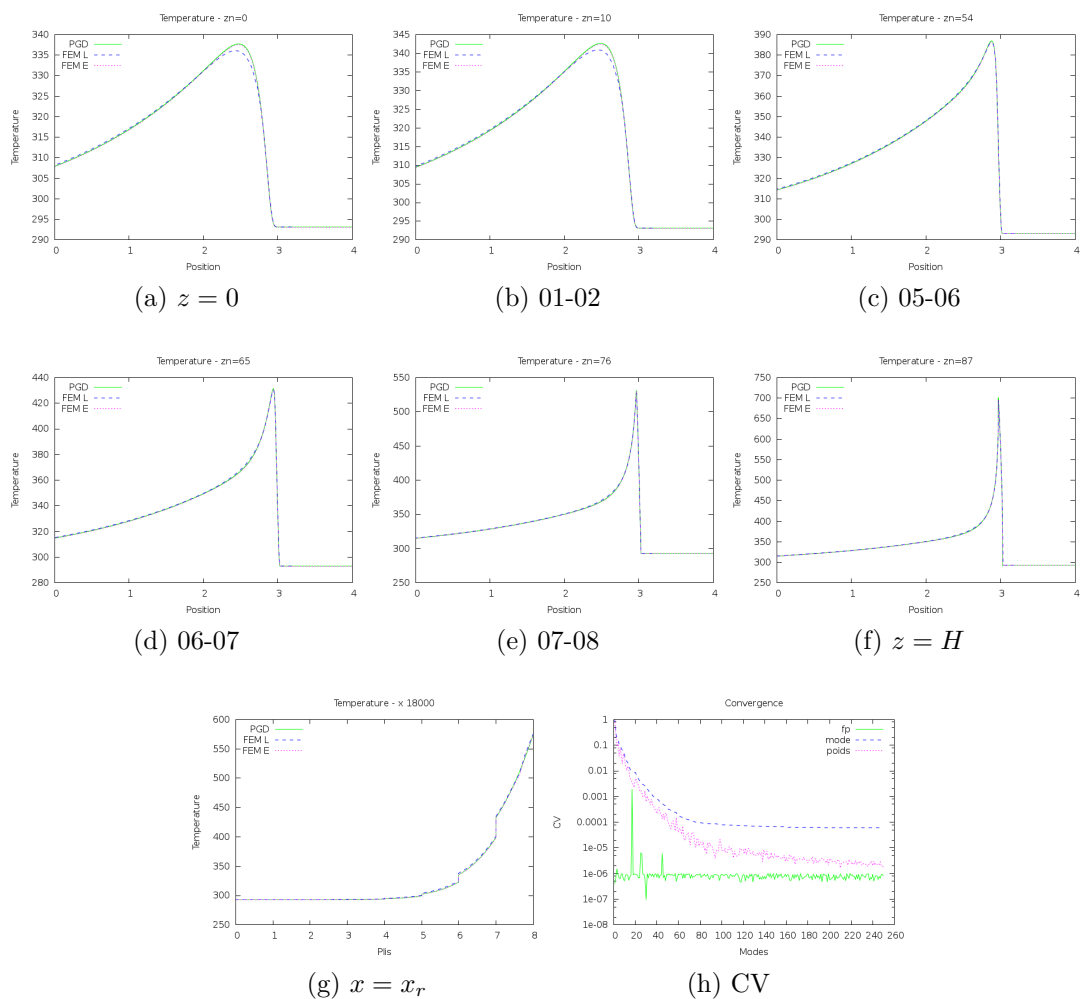 Temperature - zn=0
340
335
330
325
320
315
310
305
300
295
290
0
1
2
3
4
Temperature
Position
PGD
FEM L
FEM E
(a) z = 0
Temperature - zn=10
345
340
335
330
325
320
315
310
305
300
295
290
0
1
2
3
4
Temperature
Position
PGD
FEM L
FEM E
(b) 01-02
Temperature - zn=54
390
380
370
360
350
340
330
320
310
300
290
0
1
2
3
4
Temperature
Position
PGD
FEM L
FEM E
(c) 05-06
Temperature - zn=65
440
420
400
380
360
340
320
300
280
0
1
2
3
4
Temperature
Position
PGD
FEM L
FEM E
(d) 06-07
Temperature - zn=76
550
500
450
400
350
300
250
0
1
2
3
4
Temperature
Position
PGD
FEM L
FEM E
(e) 07-08
Temperature - zn=87
750
700
650
600
550
500
450
400
350
300
250
0
1
2
3
4
Temperature
Position
PGD
FEM L
FEM E
(f) z = H
Temperature - x 18000
600
550
500
450
400
350
300
250
0
1
2
3
4
5
6
7
8
Temperature
Plis
PGD
FEM L
FEM E
(g) x = xᵣ
Convergence
1
0.1
0.01
0.001
0.0001
1e-05
1e-06
1e-07
1e-08
0
20
40
60
80
100
120
140
160
180
200
220
240
260
CV
Modes
fp
mode
poids
(h) CV